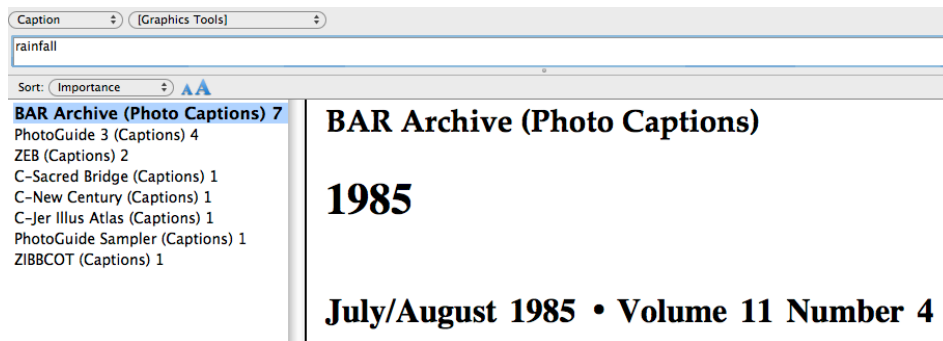 Caption [Graphics Tools]
rainfall
Sort: Importance AA
BAR Archive (Photo Captions) 7
PhotoGuide 3 (Captions) 4
ZEB (Captions) 2
C-Sacred Bridge (Captions) 1
C-New Century (Captions) 1
C-Jer Illus Atlas (Captions) 1
PhotoGuide Sampler (Captions) 1
ZIBBCOT (Captions) 1
BAR Archive (Photo Captions)
1985
July/August 1985 • Volume 11 Number 4